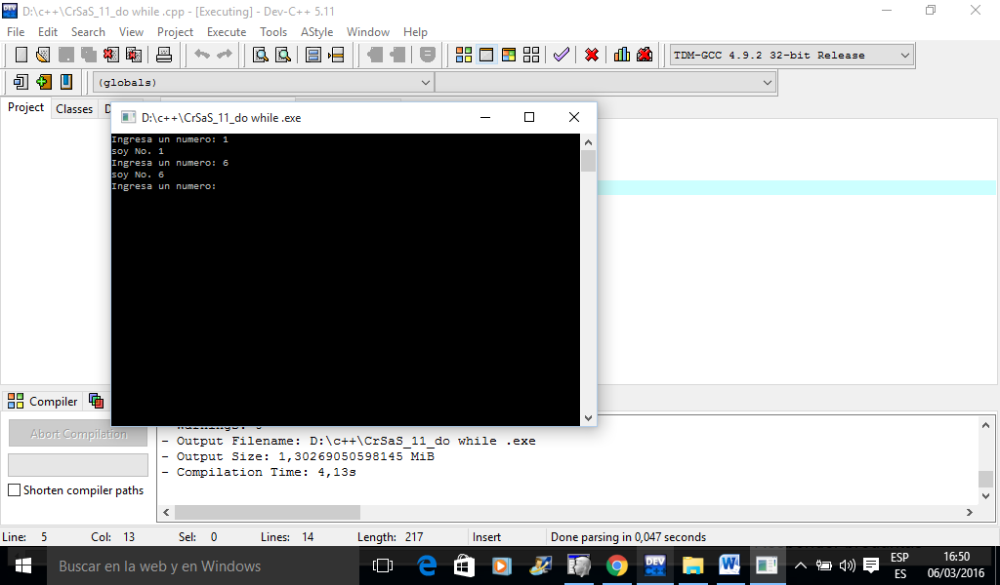 D:\c++\CrSaS_11_do while .cpp - [Executing] - Dev-C++ 5.11
File Edit Search View Project Execute Tools AStyle Window Help
TDM-GCC 4.9.2 32-bit Release
(globals)
Project Classes D
D:\c++\CrSaS_11_do while .exe
Ingresa un numero: 1
soy No. 1
Ingresa un numero: 6
soy No. 6
Ingresa un numero:
Compiler
Abort Compilation
- Output Filename: D:\c++\CrSaS_11_do while .exe
- Output Size: 1,30269050598145 MiB
- Compilation Time: 4,13s
Shorten compiler paths
Line: 5 Col: 13 Sel: 0 Lines: 14 Length: 217 Insert Done parsing in 0,047 seconds
Buscar en la web y en Windows
DEV
ESP
ES
16:50
06/03/2016